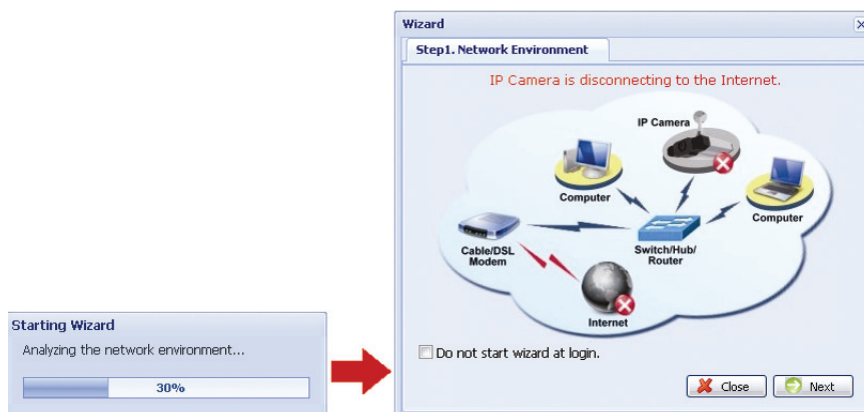 Starting Wizard
Analyzing the network environment...
30%
Wizard
Step1. Network Environment
IP Camera is disconnecting to the Internet.
IP Camera
Computer
Computer
Cable/DSL
Modem
Switch/Hub/
Router
Internet
Do not start wizard at login.
Close
Next